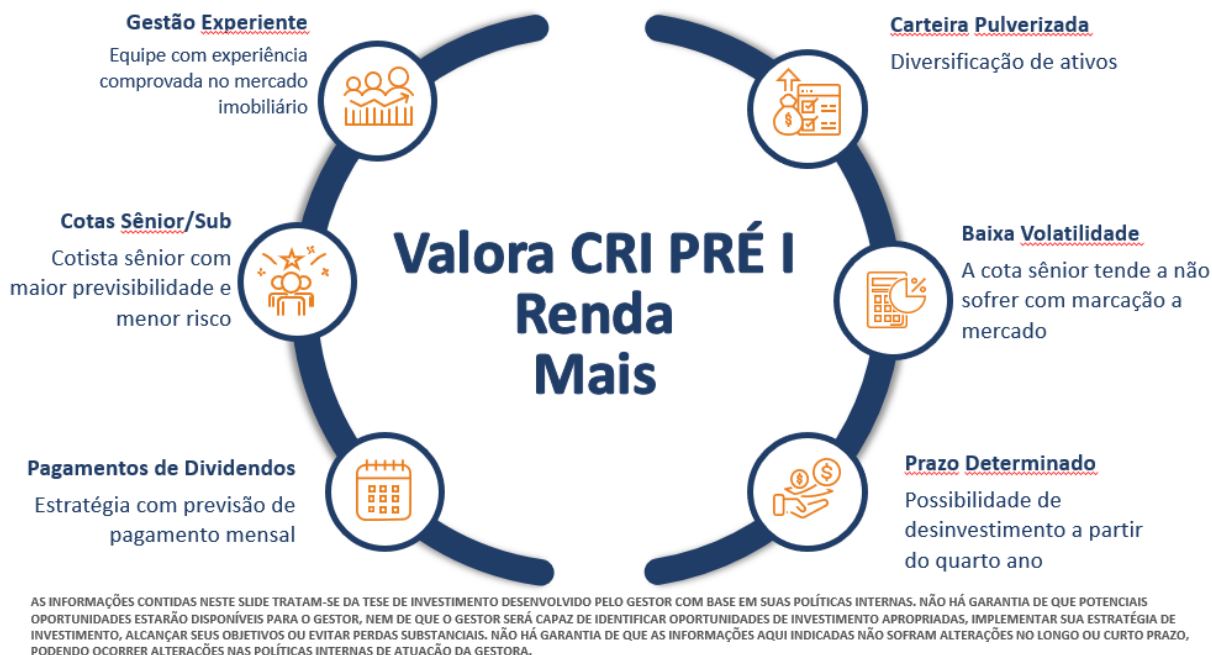 Gestão Experiente
Equipe com experiência
comprovada no mercado
imobiliário
Cotas Sênior/Sub
Cotista sênior com
maior previsibilidade e
menor risco
Pagamentos de Dividendos
Estratégia com previsão de
pagamento mensal
Valora CRI PRÉ I
Renda
Mais
Carteira Pulverizada
Diversificação de ativos
Baixa Volatilidade
A cota sênior tende a não
sofrer com marcação a
mercado
Prazo Determinado
Possibilidade de
desinvestimento a partir
do quarto ano
AS INFORMAÇÕES CONTIDAS NESTE SLIDE TRATAM-SE DA TESE DE INVESTIMENTO DESENVOLVIDO PELO GESTOR COM BASE EM SUAS POLÍTICAS INTERNAS. NÃO HÁ GARANTIA DE QUE POTENCIAIS
OPORTUNIDADES ESTARÃO DISPONÍVEIS PARA O GESTOR, NEM DE QUE O GESTOR SERÁ CAPAZ DE IDENTIFICAR OPORTUNIDADES DE INVESTIMENTO APROPRIADAS, IMPLEMENTAR SUA ESTRATÉGIA DE
INVESTIMENTO, ALCANÇAR SEUS OBJETIVOS OU EVITAR PERDAS SUBSTANCIAIS. NÃO HÁ GARANTIA DE QUE AS INFORMAÇÕES AQUI INDICADAS NÃO SOFRAM ALTERAÇÕES NO LONGO OU CURTO PRAZO,
PODENDO OCORRER ALTERAÇÕES NAS POLÍTICAS INTERNAS DE ATUAÇÃO DA GESTORA.